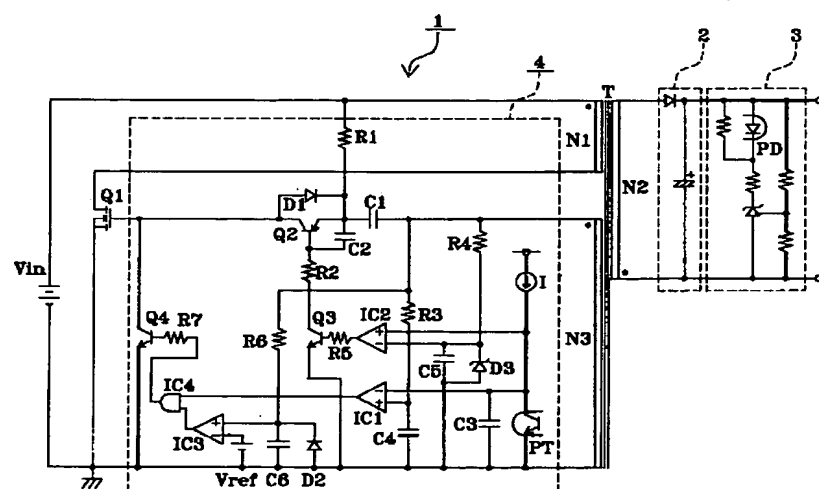 1
2
3
4
T
R1
N1
PD
Q1
D1
C1
N2
Q2
C2
R4
R2
I
Vin
Q4
R7
Q3
IC2
R3
N3
R6
R5
C5
D3
IC4
IC1
IC3
C4
C3
PT
Vref
C6
D2